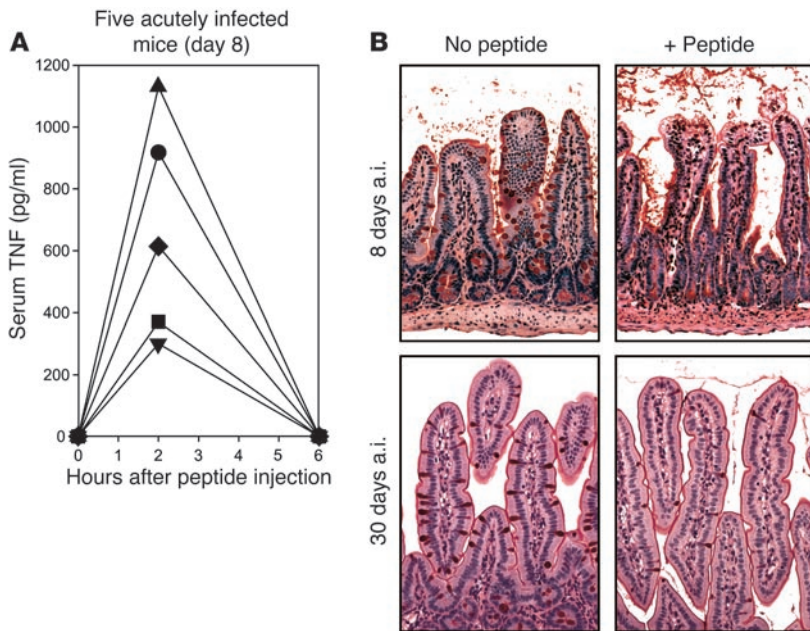 A
Five acutely infected
mice (day 8)
1200
1000
800
600
400
200
0
Serum TNF (pg/ml)
0 1 2 3 4 5 6
Hours after peptide injection
B
No peptide
+ Peptide
8 days a.i.
30 days a.i.